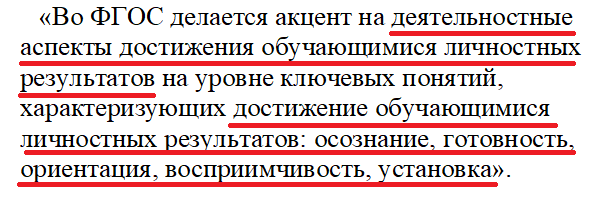 «Во ФГОС делается акцент на деятельностные
аспекты достижения обучающимися личностных
результатов на уровне ключевых понятий,
характеризующих достижение обучающимися
личностных результатов: осознание, готовность,
ориентация, восприимчивость, установка».